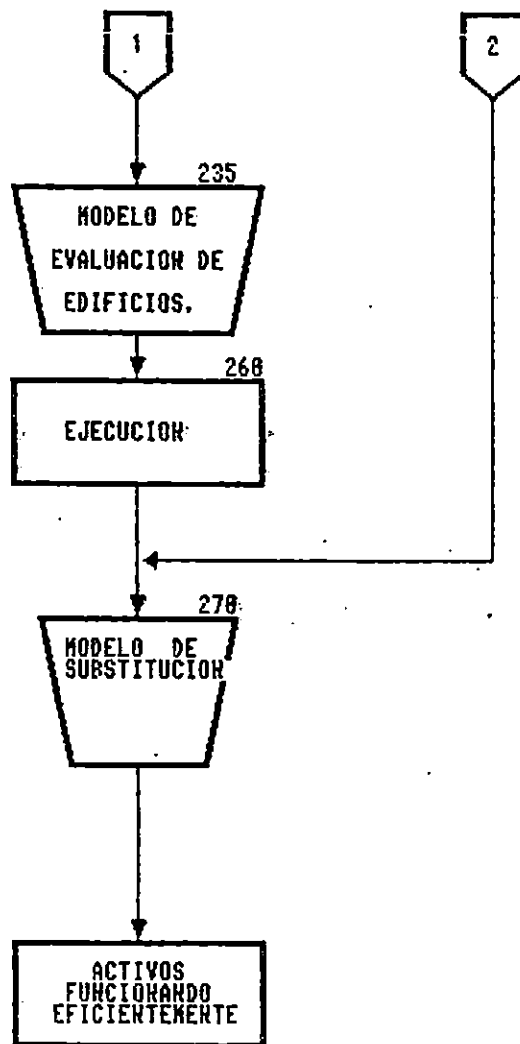 1
2
235
MODELO DE
EVALUACION DE
EDIFICIOS.
260
EJECUCION
270
MODELO DE
SUBSTITUCION
ACTIVOS
FUNCIONANDO
EFICIENTEMENTE